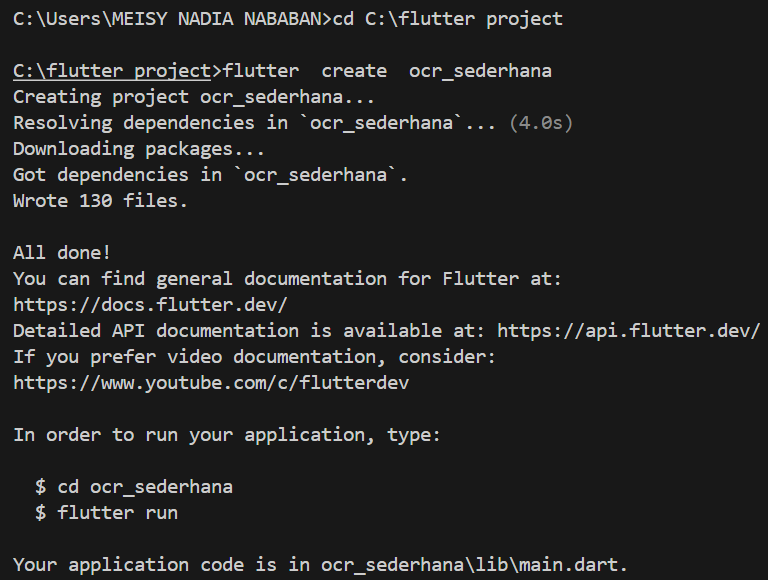 C:\Users\MEISY NADIA NABABAN>cd C:\flutter project
C:\flutter project>flutter  create  ocr_sederhana
Creating project ocr_sederhana...
Resolving dependencies in `ocr_sederhana`... (4.0s)
Downloading packages...
Got dependencies in `ocr_sederhana`.
Wrote 130 files.
All done!
You can find general documentation for Flutter at:
https://docs.flutter.dev/
Detailed API documentation is available at: https://api.flutter.dev/
If you prefer video documentation, consider:
https://www.youtube.com/c/flutterdev
In order to run your application, type:
$ cd ocr_sederhana
$ flutter run
Your application code is in ocr_sederhana\lib\main.dart.